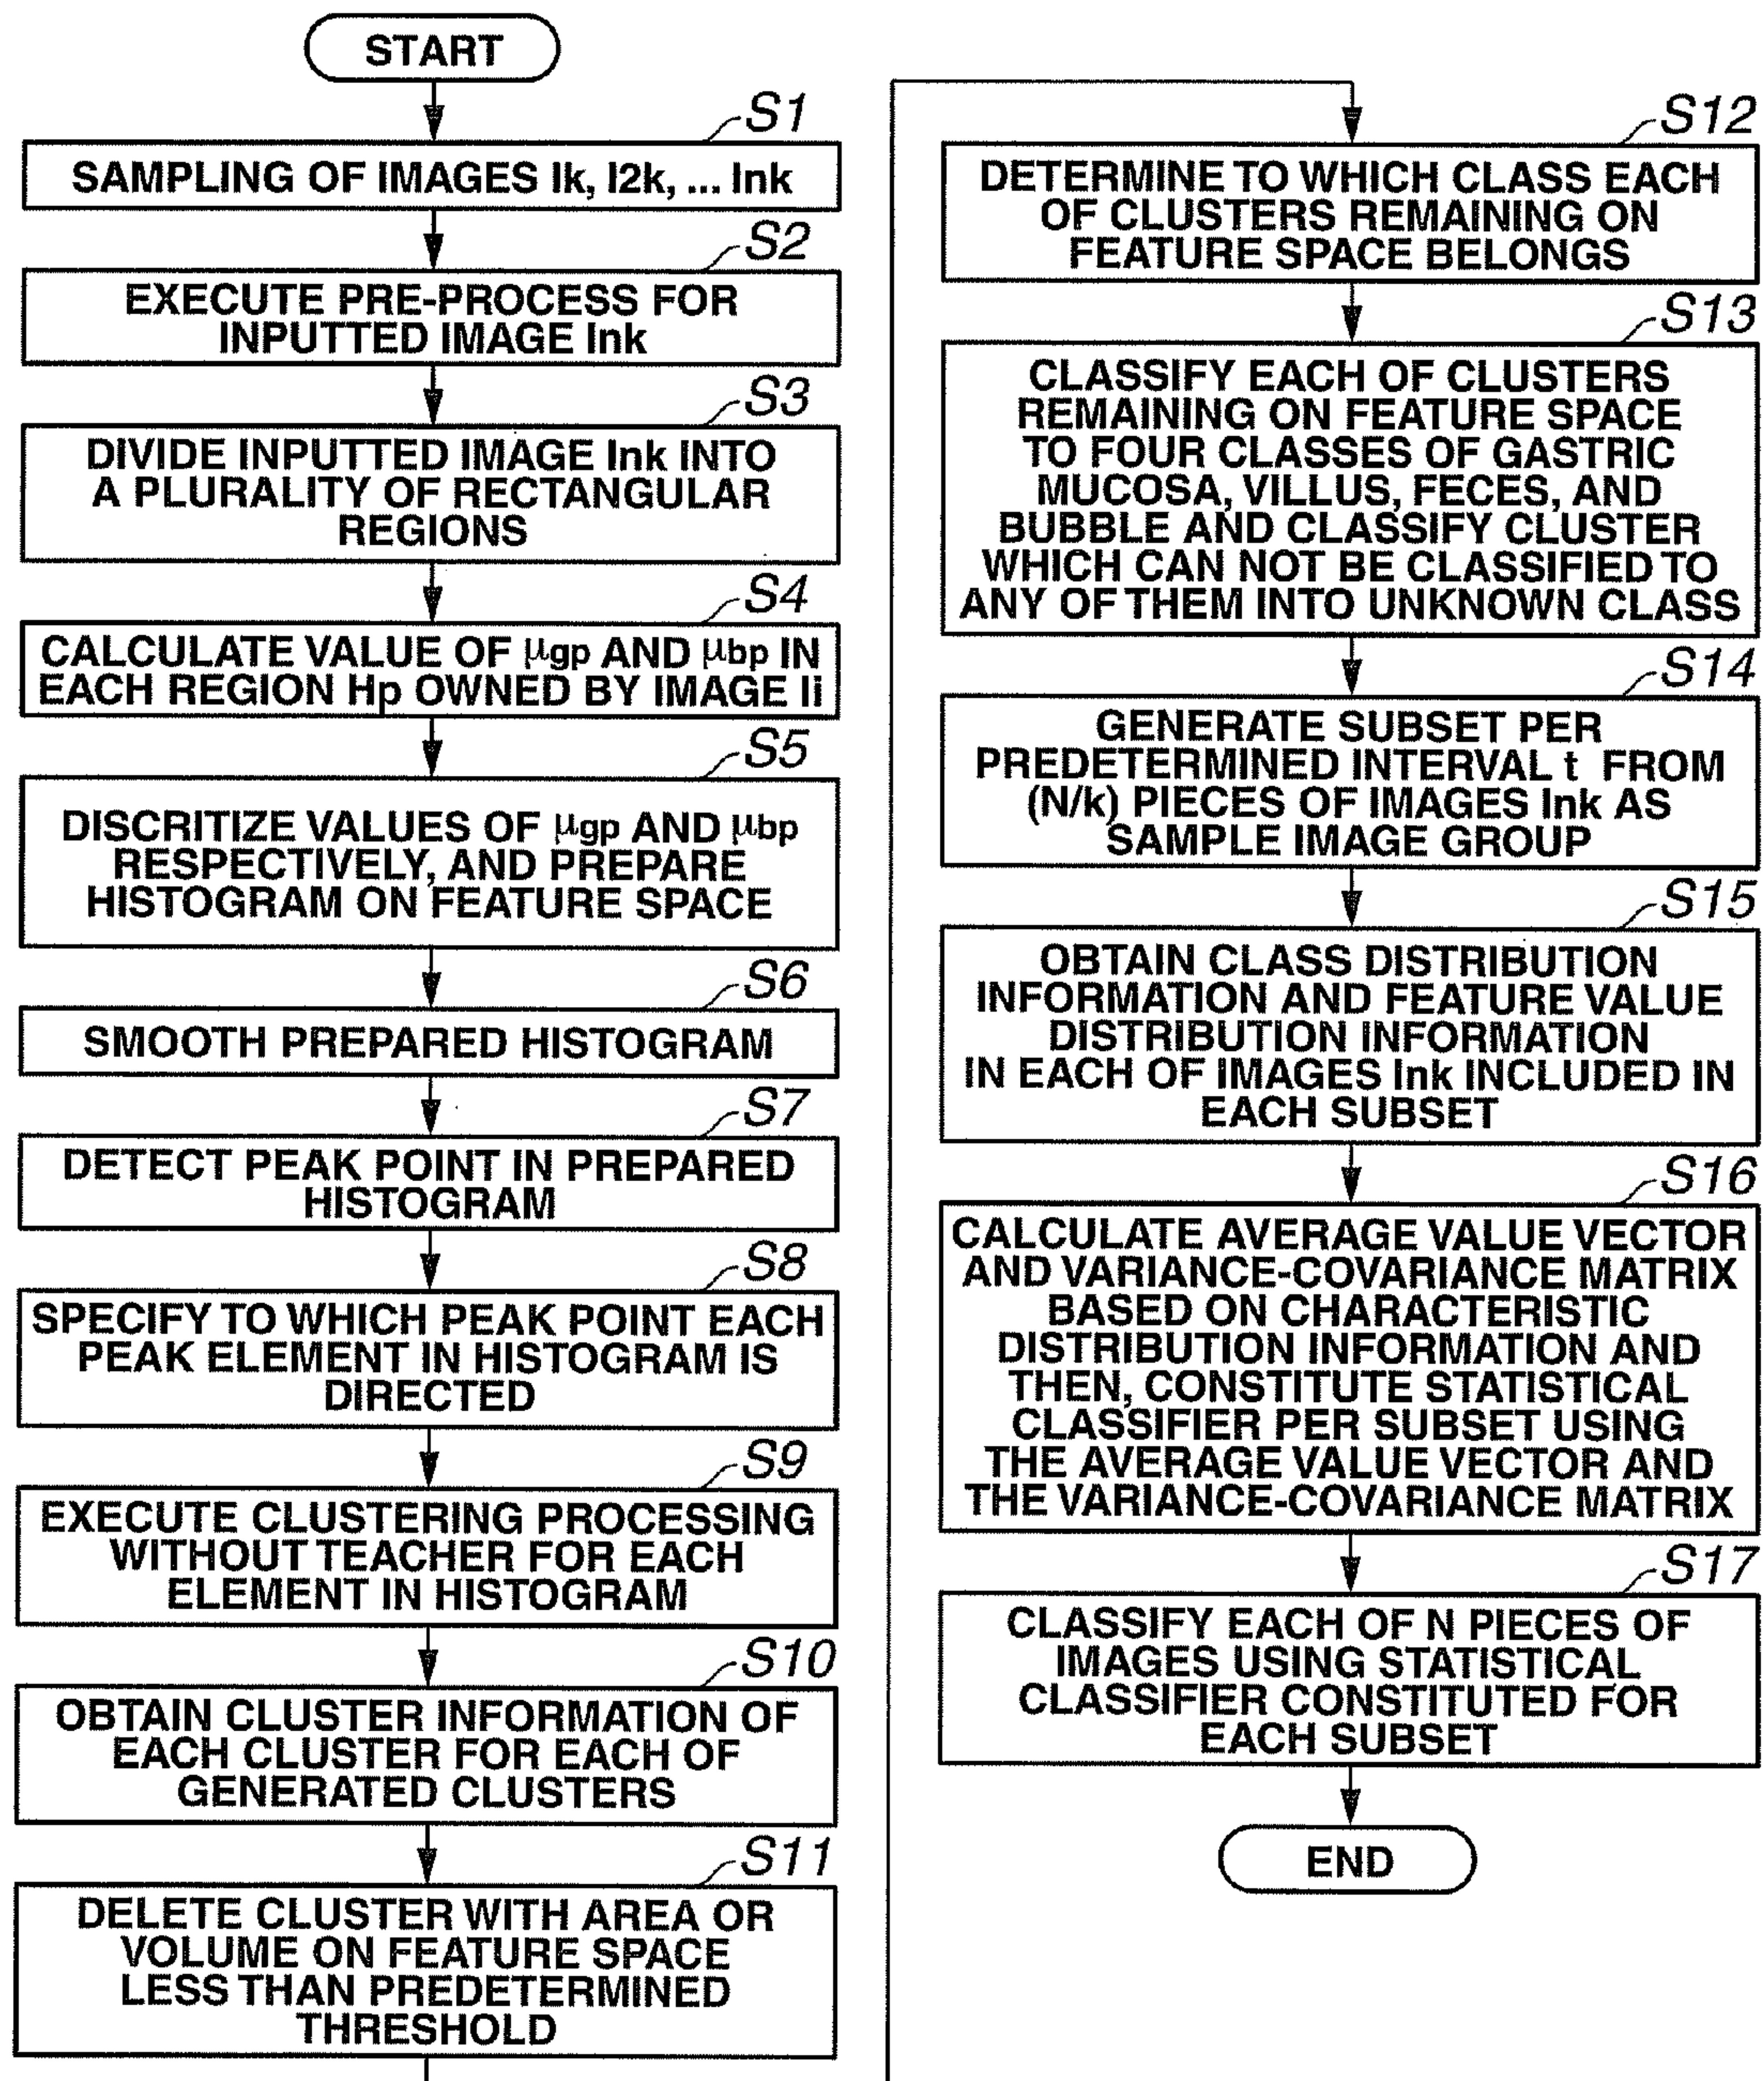 START
S1
SAMPLING OF IMAGES Ik, I2k, ... Ink
S2
EXECUTE PRE-PROCESS FOR
INPUTTED IMAGE Ink
S3
DIVIDE INPUTTED IMAGE Ink INTO
A PLURALITY OF RECTANGULAR
REGIONS
S4
CALCULATE VALUE OF μgp AND μbp IN
EACH REGION Hp OWNED BY IMAGE Ii
S5
DISCRITIZE VALUES OF μgp AND μbp
RESPECTIVELY, AND PREPARE
HISTOGRAM ON FEATURE SPACE
S6
SMOOTH PREPARED HISTOGRAM
S7
DETECT PEAK POINT IN PREPARED
HISTOGRAM
S8
SPECIFY TO WHICH PEAK POINT EACH
PEAK ELEMENT IN HISTOGRAM IS
DIRECTED
S9
EXECUTE CLUSTERING PROCESSING
WITHOUT TEACHER FOR EACH
ELEMENT IN HISTOGRAM
S10
OBTAIN CLUSTER INFORMATION OF
EACH CLUSTER FOR EACH OF
GENERATED CLUSTERS
S11
DELETE CLUSTER WITH AREA OR
VOLUME ON FEATURE SPACE
LESS THAN PREDETERMINED
THRESHOLD
S12
DETERMINE TO WHICH CLASS EACH
OF CLUSTERS REMAINING ON
FEATURE SPACE BELONGS
S13
CLASSIFY EACH OF CLUSTERS
REMAINING ON FEATURE SPACE
TO FOUR CLASSES OF GASTRIC
MUCOSA, VILLUS, FECES, AND
BUBBLE AND CLASSIFY CLUSTER
WHICH CAN NOT BE CLASSIFIED TO
ANY OF THEM INTO UNKNOWN CLASS
S14
GENERATE SUBSET PER
PREDETERMINED INTERVAL t FROM
(N/k) PIECES OF IMAGES Ink AS
SAMPLE IMAGE GROUP
S15
OBTAIN CLASS DISTRIBUTION
INFORMATION AND FEATURE VALUE
DISTRIBUTION INFORMATION
IN EACH OF IMAGES Ink INCLUDED IN
EACH SUBSET
S16
CALCULATE AVERAGE VALUE VECTOR
AND VARIANCE-COVARIANCE MATRIX
BASED ON CHARACTERISTIC
DISTRIBUTION INFORMATION AND
THEN, CONSTITUTE STATISTICAL
CLASSIFIER PER SUBSET USING
THE AVERAGE VALUE VECTOR AND
THE VARIANCE-COVARIANCE MATRIX
S17
CLASSIFY EACH OF N PIECES OF
IMAGES USING STATISTICAL
CLASSIFIER CONSTITUTED FOR
EACH SUBSET
END